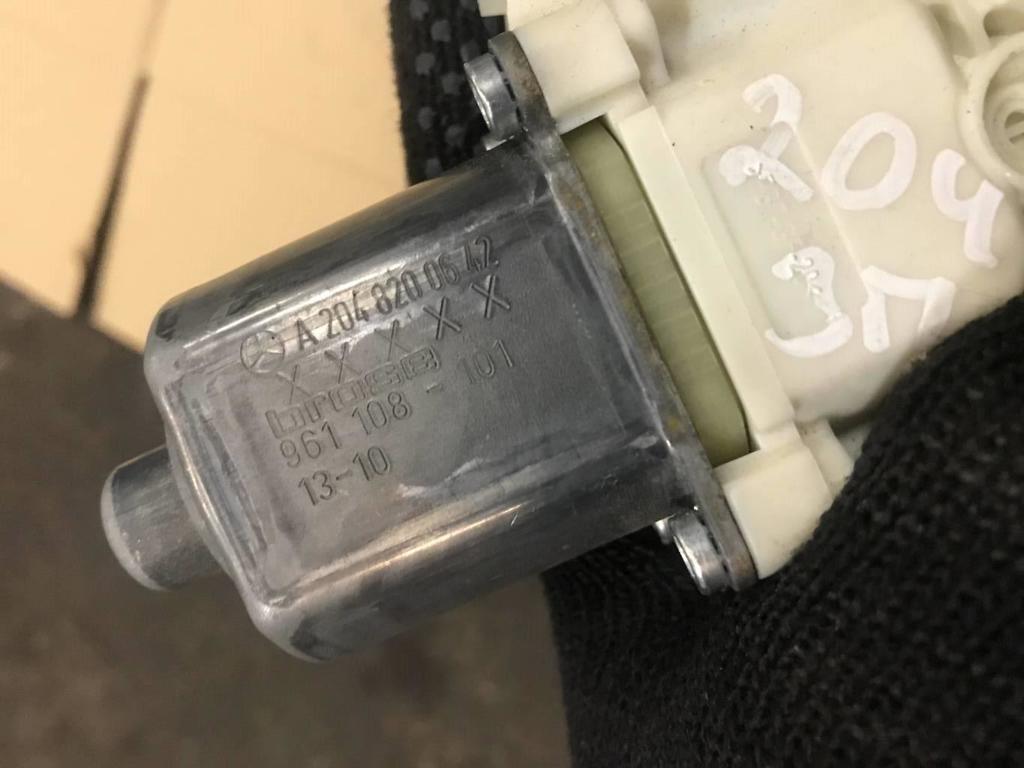 A 204 820 06 42
X X X X X
brose
961 108 - 101
13-10
204